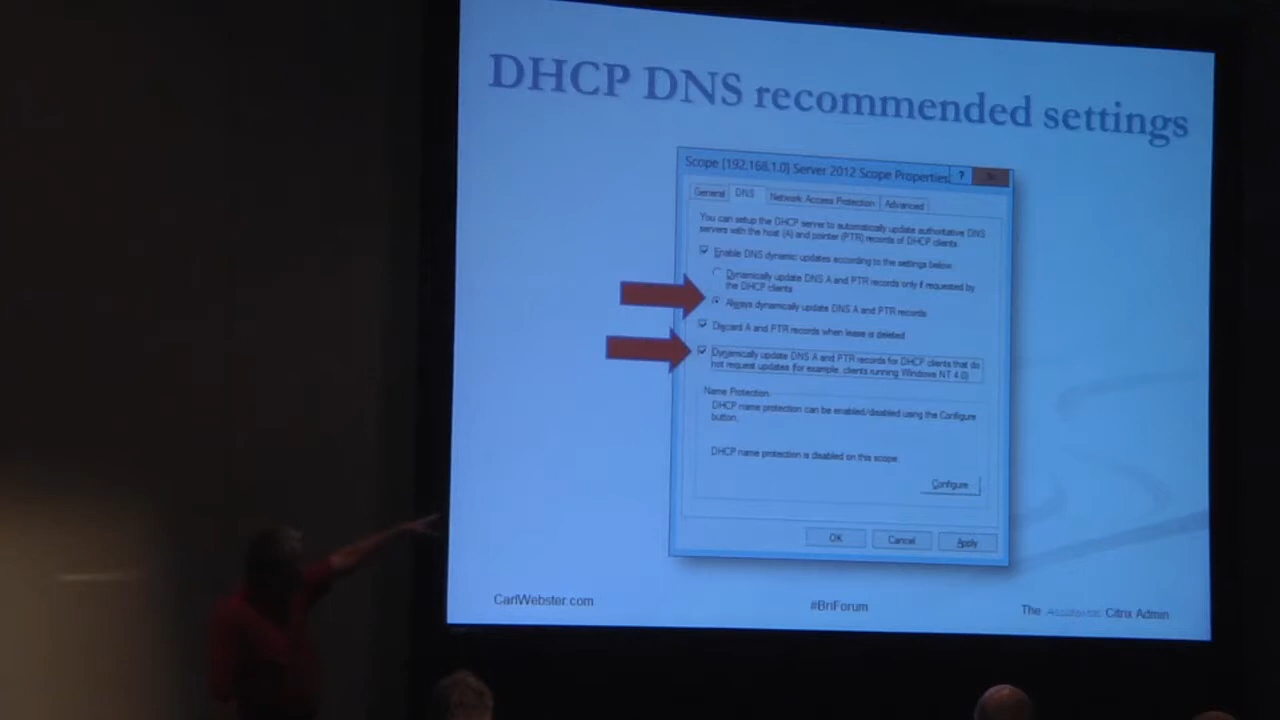 DHCP DNS recommended settings
Scope [192.168.1.0] Server 2012 Scope Properties ?
General DNS Network Access Protection Advanced
You can setup the DHCP server to automatically update authoritative DNS
servers with the host (A) and pointer (PTR) records of DHCP clients.
Enable DNS dynamic updates according to the settings below:
Dynamically update DNS A and PTR records only if requested by
the DHCP clients
Always dynamically update DNS A and PTR records
Discard A and PTR records when lease is deleted
Dynamically update DNS A and PTR records for DHCP clients that do
not request updates (for example, clients running Windows NT 4.0)
Name Protection
DHCP name protection can be enabled/disabled using the Configure
button.
DHCP name protection is disabled on this scope.
Configure
OK Cancel Apply
CarlWebster.com #BriForum The Accidental Citrix Admin